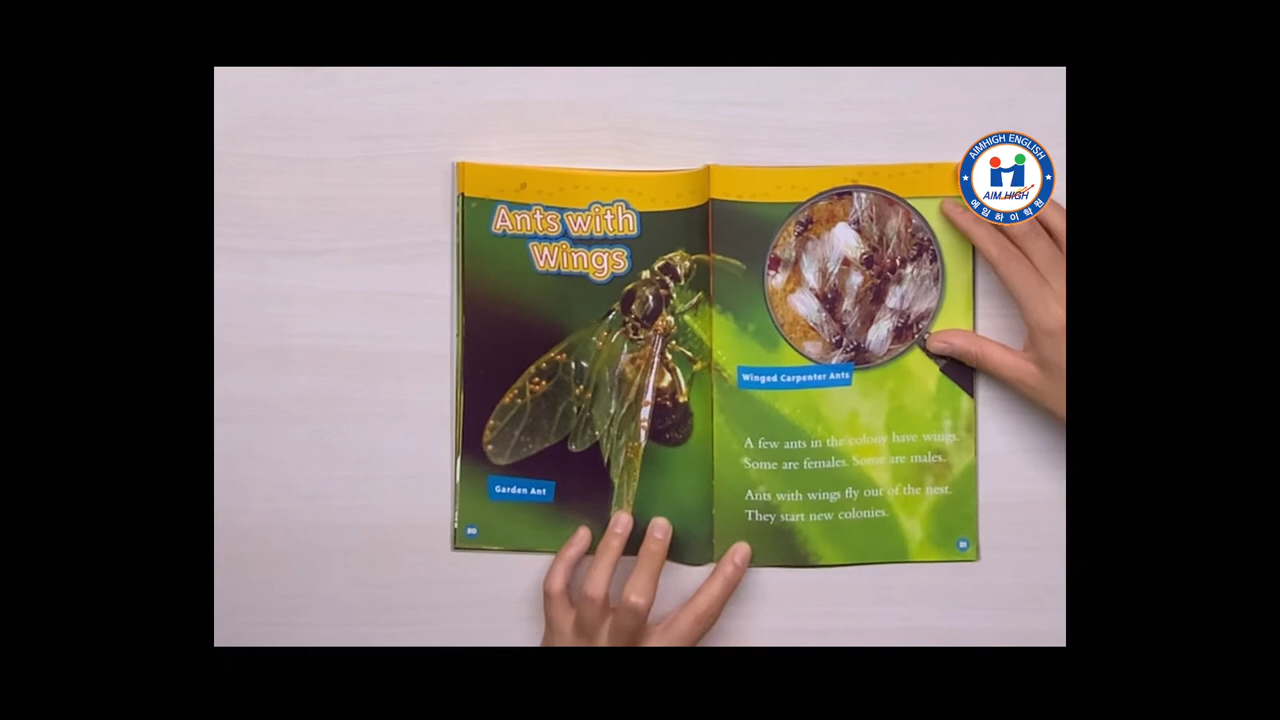 Ants with
Wings
Garden Ant
20
Winged Carpenter Ants
A few ants in the colony have wings.
Some are females. Some are males.
Ants with wings fly out of the nest.
They start new colonies.
21
AIMHIGH ENGLISH
AIM HIGH
에임하이학원